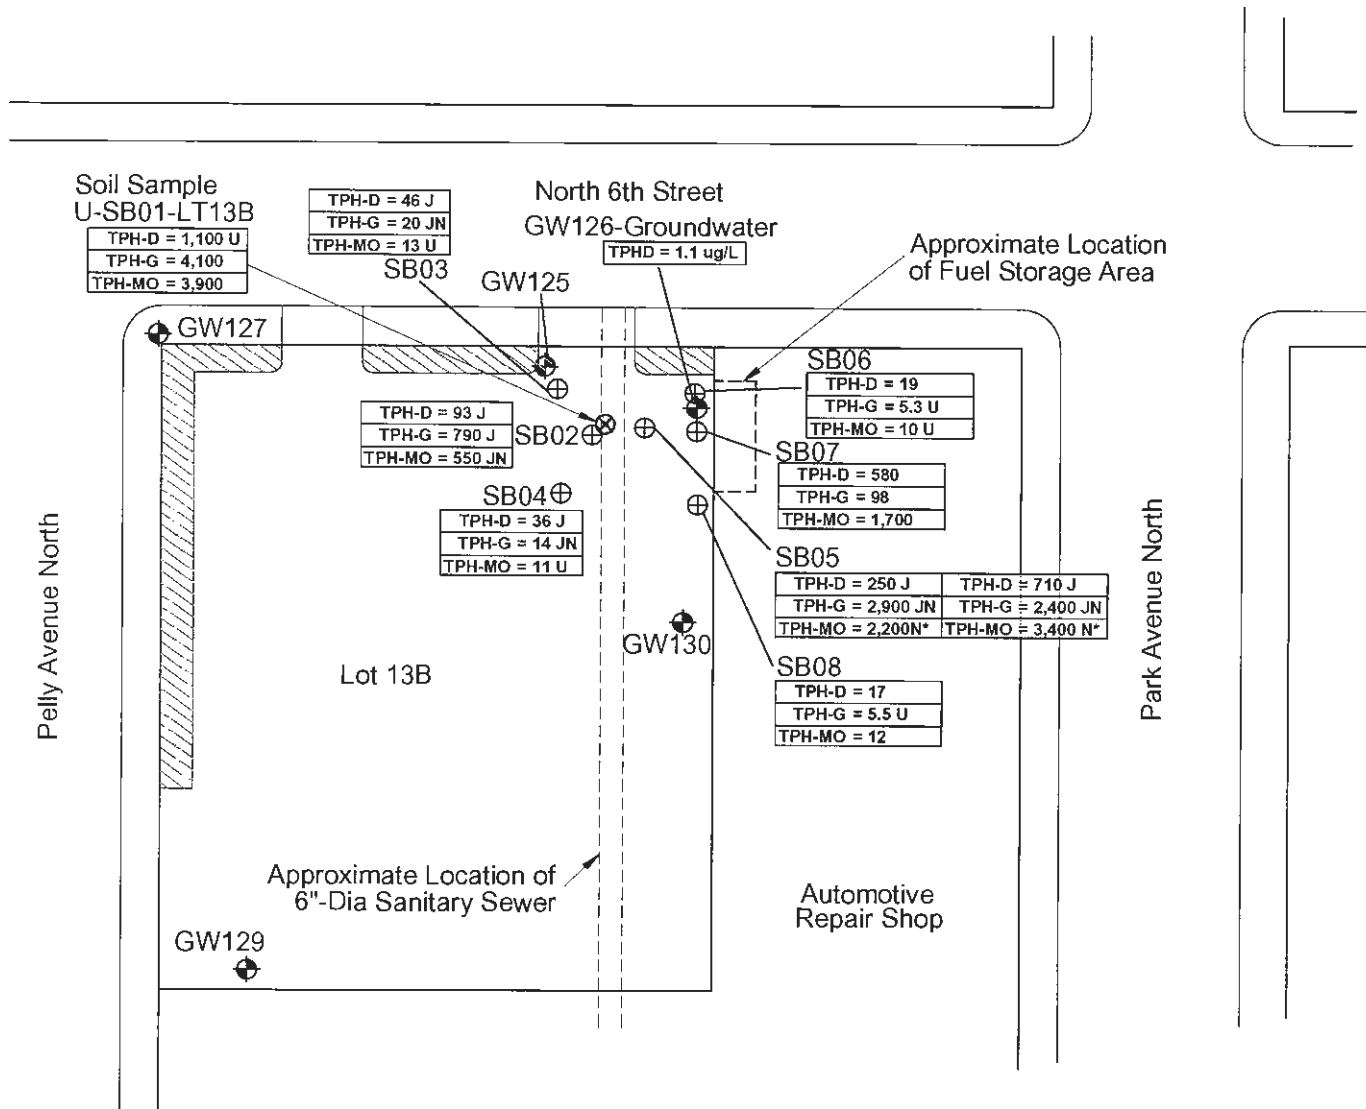 Soil Sample
U-SB01-LT13B
TPH-D = 1,100 U
TPH-G = 4,100
TPH-MO = 3,900
TPH-D = 46 J
TPH-G = 20 JN
TPH-MO = 13 U
SB03
North 6th Street
GW126-Groundwater
TPHD = 1.1 ug/L
Approximate Location
of Fuel Storage Area
GW125
GW127
SB06
TPH-D = 19
TPH-G = 5.3 U
TPH-MO = 10 U
TPH-D = 93 J
TPH-G = 790 J
TPH-MO = 550 JN
SB02
SB07
TPH-D = 580
TPH-G = 98
TPH-MO = 1,700
SB04
TPH-D = 36 J
TPH-G = 14 JN
TPH-MO = 11 U
SB05
TPH-D = 250 J
TPH-D = 710 J
TPH-G = 2,900 JN
TPH-G = 2,400 JN
TPH-MO = 2,200N*
TPH-MO = 3,400 N*
GW130
SB08
TPH-D = 17
TPH-G = 5.5 U
TPH-MO = 12
Lot 13B
Pelly Avenue North
Park Avenue North
Approximate Location of
6"-Dia Sanitary Sewer
Automotive
Repair Shop
GW129